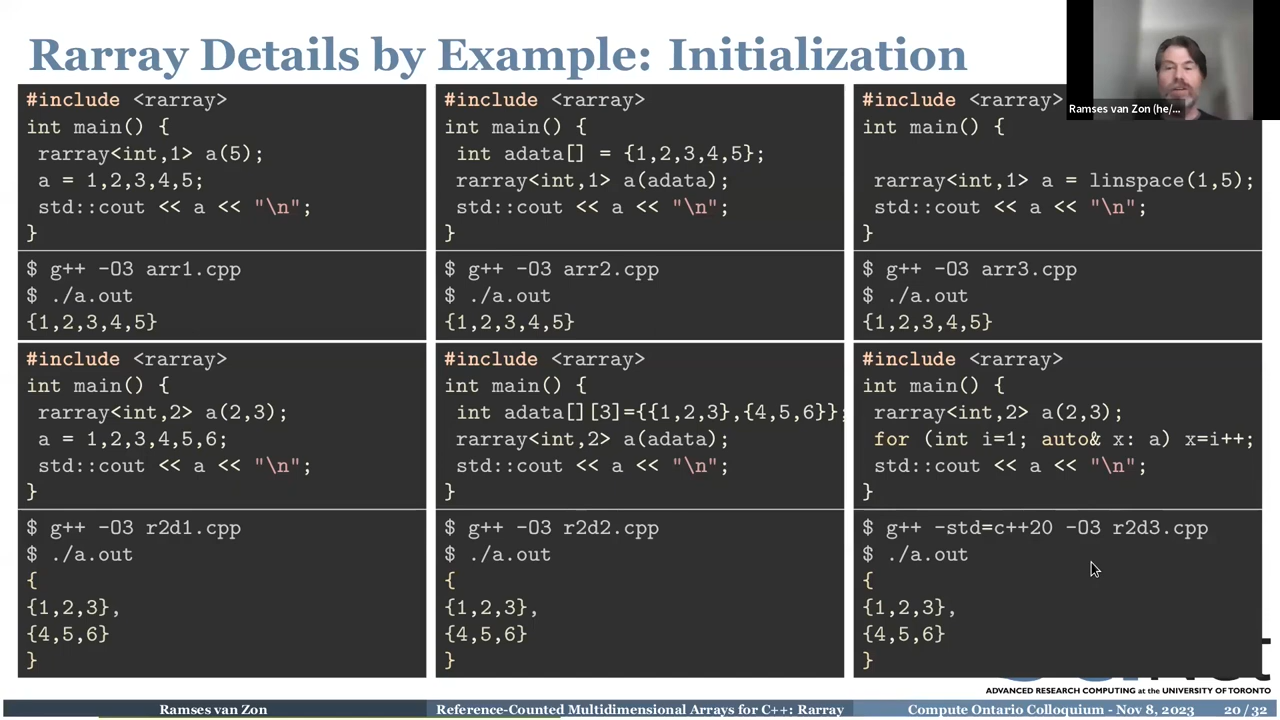 Rarray Details by Example: Initialization
#include <rarray>
int main() {
rarray<int,1> a(5);
a = 1,2,3,4,5;
std::cout << a << "\n";
}
$ g++ -O3 arr1.cpp
$ ./a.out
{1,2,3,4,5}
#include <rarray>
int main() {
int adata[] = {1,2,3,4,5};
rarray<int,1> a(adata);
std::cout << a << "\n";
}
$ g++ -O3 arr2.cpp
$ ./a.out
{1,2,3,4,5}
#include <rarray>
int main() {
rarray<int,1> a = linspace(1,5);
std::cout << a << "\n";
}
$ g++ -O3 arr3.cpp
$ ./a.out
{1,2,3,4,5}
Ramses van Zon (he/...
#include <rarray>
int main() {
rarray<int,2> a(2,3);
a = 1,2,3,4,5,6;
std::cout << a << "\n";
}
$ g++ -O3 r2d1.cpp
$ ./a.out
{
{1,2,3},
{4,5,6}
}
#include <rarray>
int main() {
int adata[][3]={{1,2,3},{4,5,6}};
rarray<int,2> a(adata);
std::cout << a << "\n";
}
$ g++ -O3 r2d2.cpp
$ ./a.out
{
{1,2,3},
{4,5,6}
}
#include <rarray>
int main() {
rarray<int,2> a(2,3);
for (int i=1; auto& x: a) x=i++;
std::cout << a << "\n";
}
$ g++ -std=c++20 -O3 r2d3.cpp
$ ./a.out
{
{1,2,3},
{4,5,6}
}
ADVANCED RESEARCH COMPUTING at the UNIVERSITY OF TORONTO
Ramses van Zon
Reference-Counted Multidimensional Arrays for C++: Rarray
Compute Ontario Colloquium - Nov 8, 2023
20 / 32